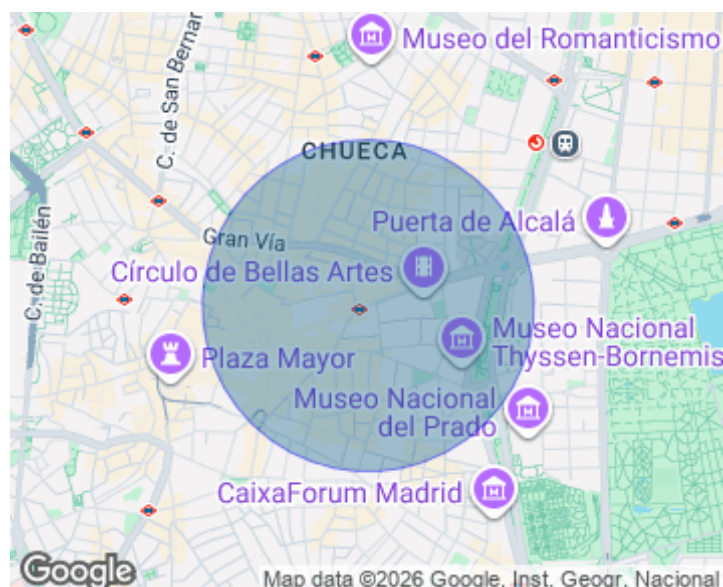 Museo del Romanticismo
C. de San Bernar
CHUECA
Puerta de Alcalá
Gran Vía
Círculo de Bellas Artes
C. de Bailén
Museo Nacional
Thyssen-Bornemis
Plaza Mayor
Museo Nacional
del Prado
CaixaForum Madrid
Google
Map data ©2026 Google, Inst. Geogr. Nacional